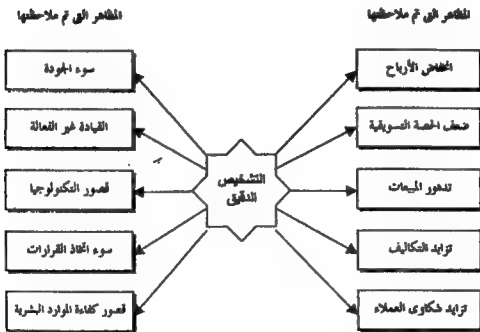 المظاهر التي تم ملاحظتها
المظاهر التي تم ملاحظتها
انخفاض الأرباح
سوء الجودة
ضعف الحصة التسويقية
القيادة غير الفعالة
التشخيص
الدقيق
تدهور المبيعات
قصور التكنولوجيا
تزايد التكاليف
سوء اتخاذ القرارات
تزايد شكاوى العملاء
قصور كفاءة الموارد البشرية